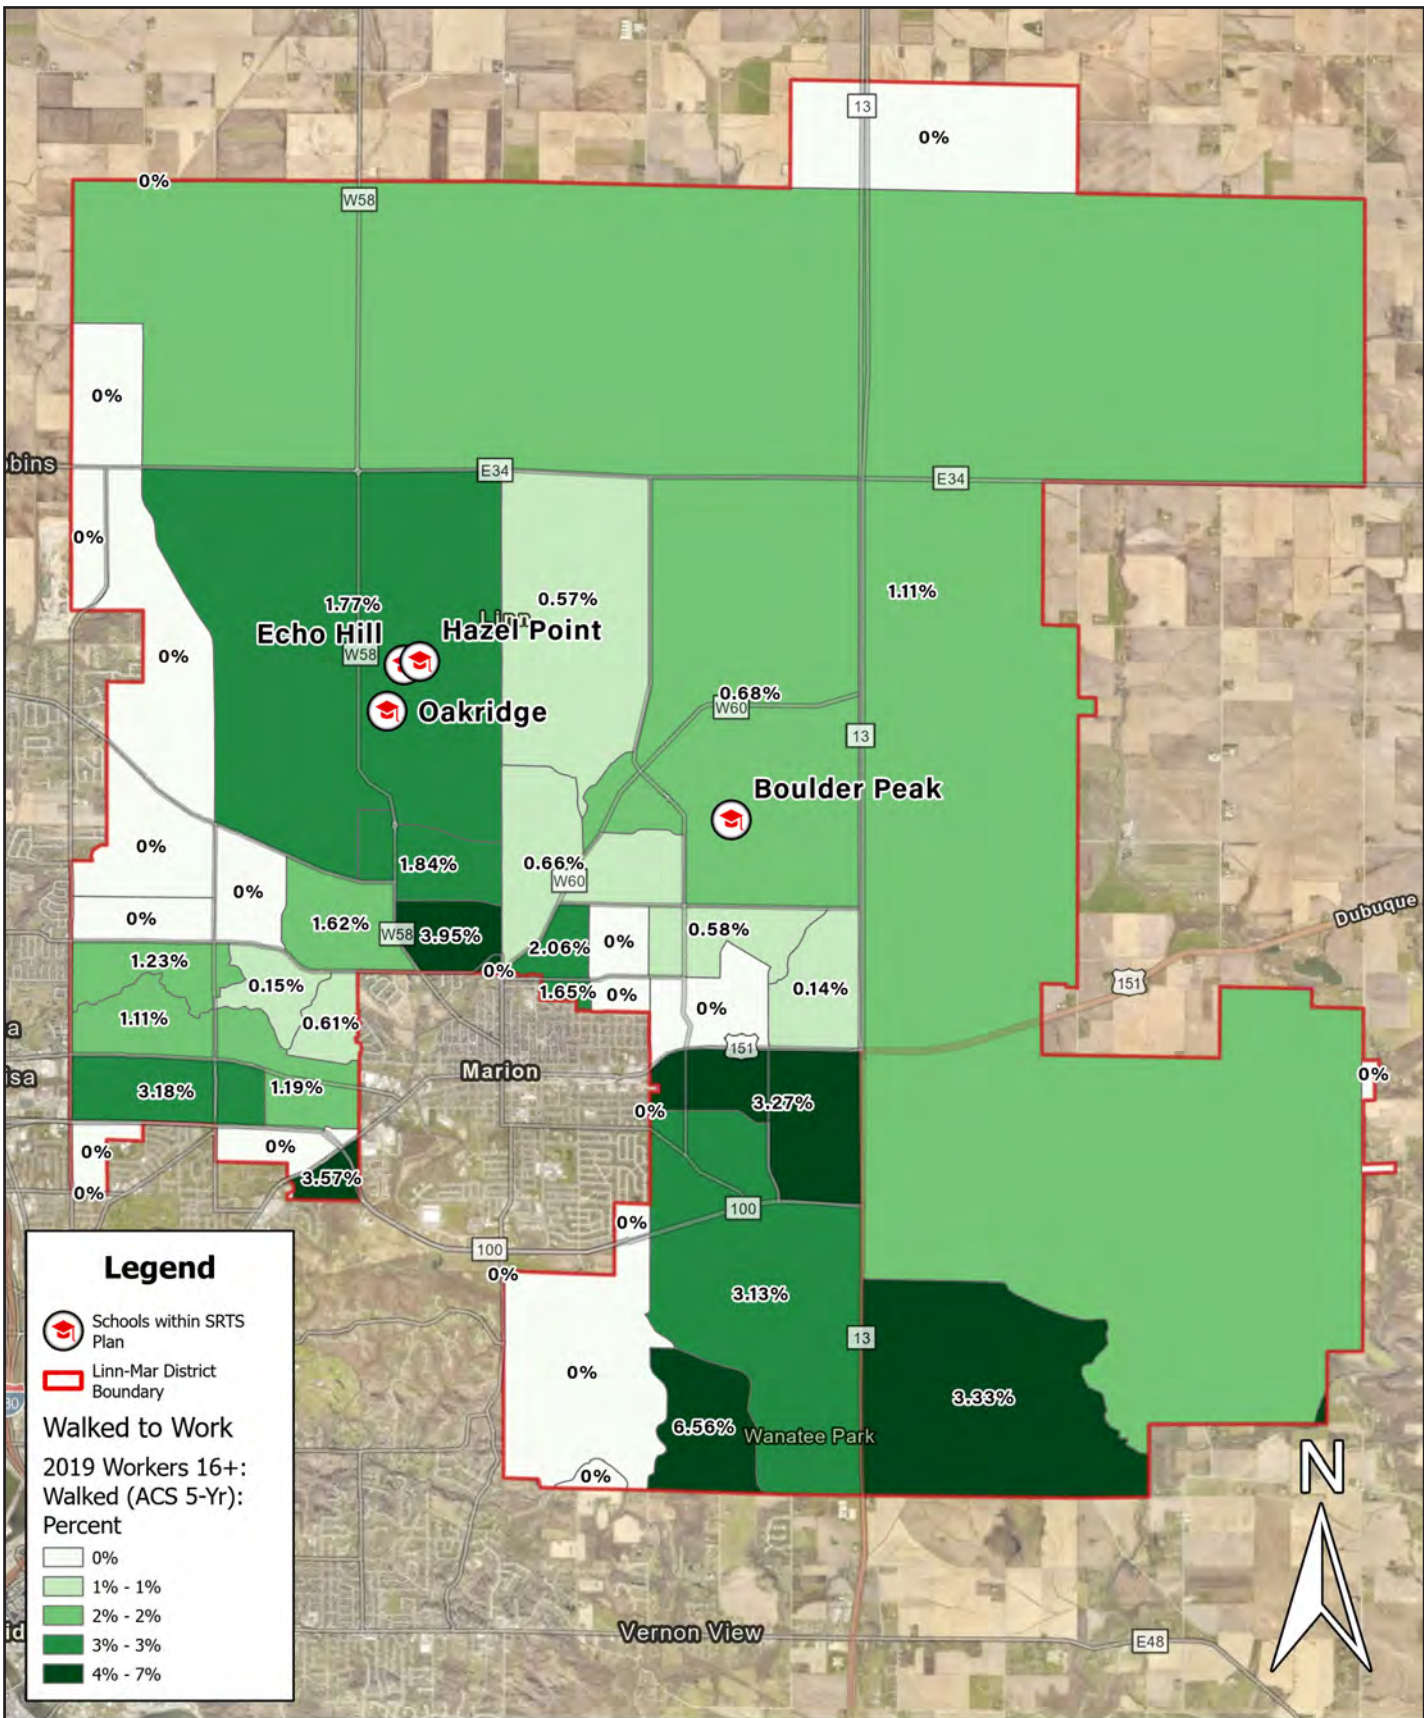 13
0%
0%
W58
0%
bins
E34
E34
0%
1.11%
1.77%
0.57%
Linn
Echo Hill
Hazel Point
W58
0%
0.68%
W60
Oakridge
13
Boulder Peak
0%
1.84%
0.66%
W60
0%
0%
1.62%
W58
3.95%
2.06%
0%
0.58%
Dubuque
1.23%
0%
0.15%
1.65%
0%
0.14%
151
1.11%
0.61%
0%
a
151
isa
Marion
0%
3.18%
1.19%
3.27%
0%
0%
0%
3.57%
0%
100
0%
100
0%
3.13%
13
0%
3.33%
6.56%
Wanatee Park
0%
Legend
Schools within SRTS
Plan
Linn-Mar District
Boundary
Walked to Work
2019 Workers 16+:
Walked (ACS 5-Yr):
Percent
0%
1% - 1%
2% - 2%
3% - 3%
4% - 7%
80
id
N
Vernon View
E48